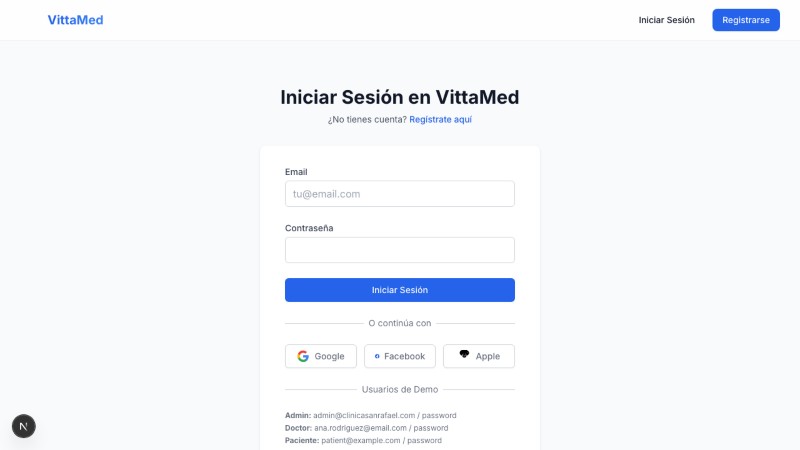 VittaMed
Iniciar Sesión
Registrarse
Iniciar Sesión en VittaMed
¿No tienes cuenta? Regístrate aquí
Email
tu@email.com
Contraseña
Iniciar Sesión
O continúa con
Google
Facebook
Apple
Usuarios de Demo
Admin: admin@clinicasanrafael.com / password
Doctor: ana.rodriguez@email.com / password
Paciente: patient@example.com / password
N